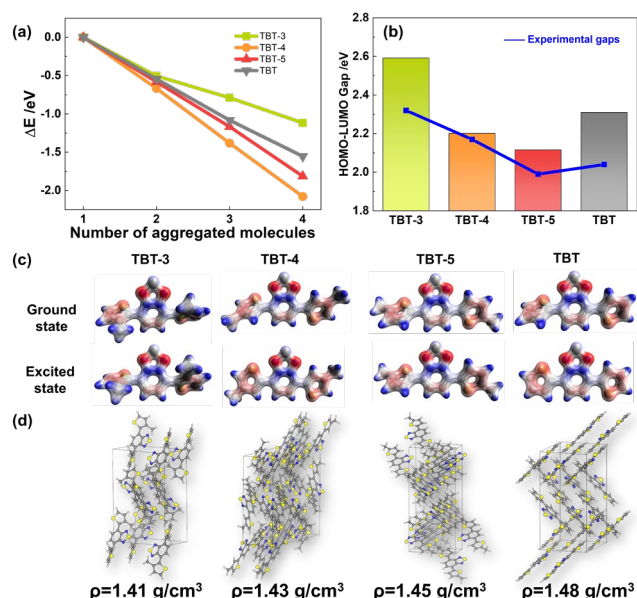 (a)
0.0
-0.5
-1.0
-1.5
-2.0
ΔE /eV
1
2
3
4
Number of aggregated molecules
TBT-3
TBT-4
TBT-5
TBT
(b)
2.6
2.4
2.2
2.0
1.8
HOMO-LUMO Gap /eV
Experimental gaps
TBT-3 TBT-4 TBT-5 TBT
(c)
TBT-3 TBT-4 TBT-5 TBT
Ground
state
Excited
state
(d)
ρ=1.41 g/cm³ ρ=1.43 g/cm³ ρ=1.45 g/cm³ ρ=1.48 g/cm³